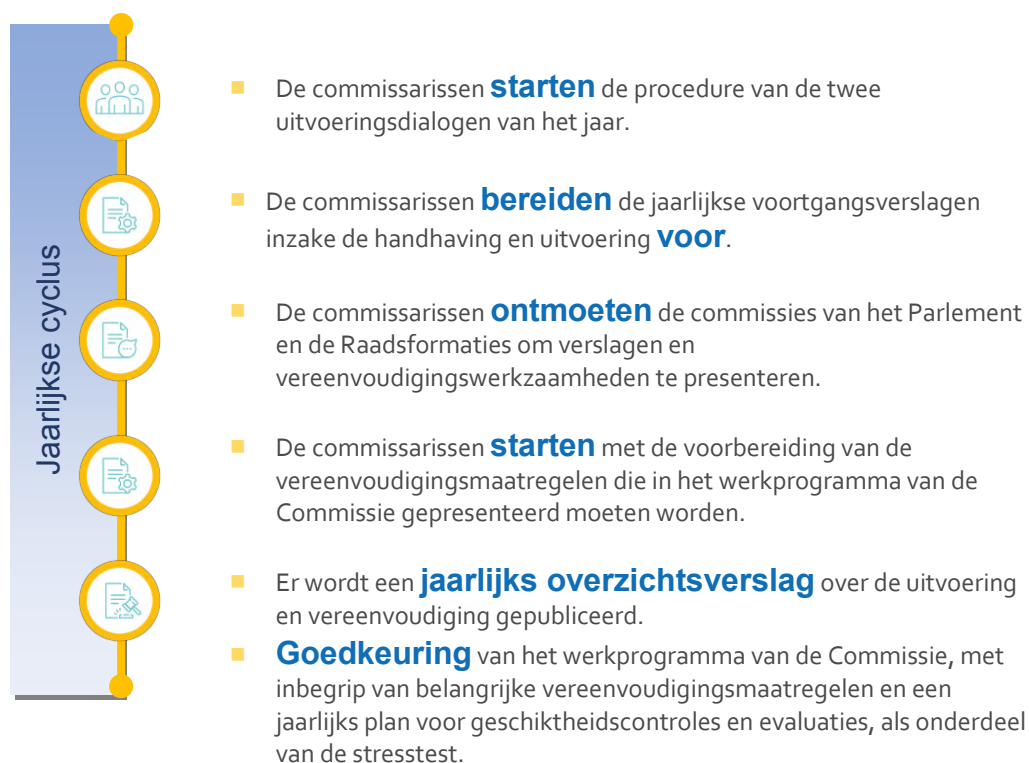 Jaarlijkse cyclus
De commissarissen starten de procedure van de twee
uitvoeringsdialogen van het jaar.
De commissarissen bereiden de jaarlijkse voortgangsverslagen
inzake de handhaving en uitvoering voor.
De commissarissen ontmoeten de commissies van het Parlement
en de Raadsformaties om verslagen en
vereenvoudigingswerkzaamheden te presenteren.
De commissarissen starten met de voorbereiding van de
vereenvoudigingsmaatregelen die in het werkprogramma van de
Commissie gepresenteerd moeten worden.
Er wordt een jaarlijks overzichtsverslag over de uitvoering
en vereenvoudiging gepubliceerd.
Goedkeuring van het werkprogramma van de Commissie, met
inbegrip van belangrijke vereenvoudigingsmaatregelen en een
jaarlijks plan voor geschiktheidscontroles en evaluaties, als onderdeel
van de stresstest.